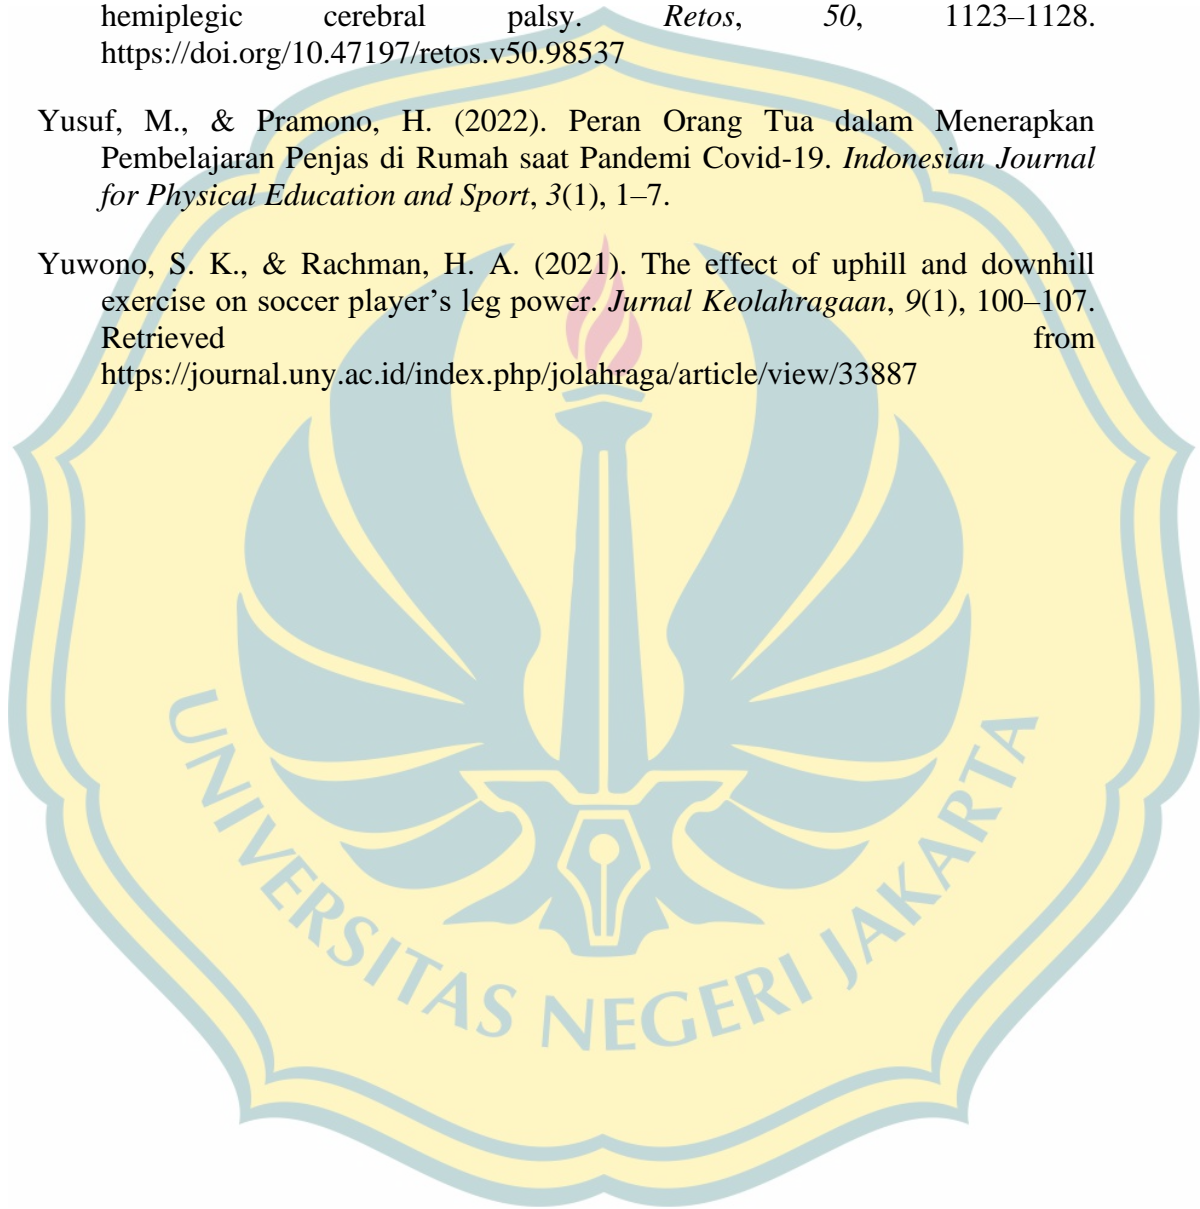 hemiplegic cerebral palsy. Retos, 50, 1123–1128.
https://doi.org/10.47197/retos.v50.98537
Yusuf, M., & Pramono, H. (2022). Peran Orang Tua dalam Menerapkan
Pembelajaran Penjas di Rumah saat Pandemi Covid-19. Indonesian Journal
for Physical Education and Sport, 3(1), 1–7.
Yuwono, S. K., & Rachman, H. A. (2021). The effect of uphill and downhill
exercise on soccer player’s leg power. Jurnal Keolahragaan, 9(1), 100–107.
Retrieved from
https://journal.uny.ac.id/index.php/jolahraga/article/view/33887
UNIVERSITAS NEGERI JAKARTA